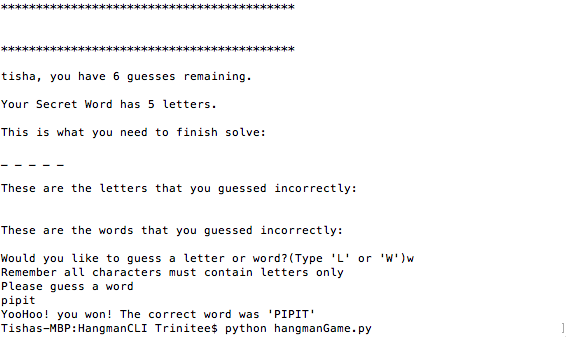 ******************************************
******************************************
tisha, you have 6 guesses remaining.
Your Secret Word has 5 letters.
This is what you need to finish solve:
_ _ _ _ _
These are the letters that you guessed incorrectly:
These are the words that you guessed incorrectly:
Would you like to guess a letter or word?(Type 'L' or 'W')w
Remember all characters must contain letters only
Please guess a word
pipit
YooHoo! you won! The correct word was 'PIPIT'
Tishas-MBP:HangmanCLI Trinitee$ python hangmanGame.py ]